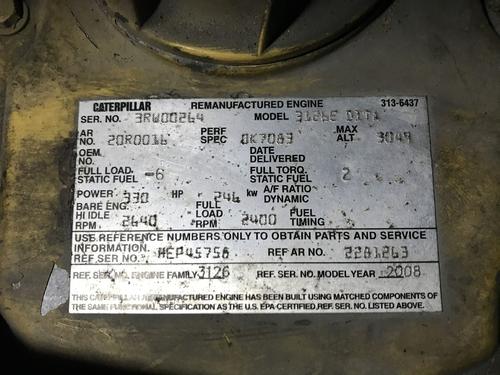 CATERPILLAR REMANUFACTURED ENGINE 313-6437
SER. NO. 3RW00264 MODEL 3126E DITA
AR NO. 20R0016 PERF SPEC 0K7083 MAX ALT 3049
OEM. NO. DATE DELIVERED
FULL LOAD STATIC FUEL -6 FULL TORQ. STATIC FUEL 2
A/F RATIO DYNAMIC
POWER 330 HP 246 kW
BARE ENG. HI IDLE RPM 2640 FULL LOAD RPM 2400 FUEL TIMING
USE REFERENCE NUMBERS ONLY TO OBTAIN PARTS AND SERVICE
INFORMATION.
REF.SER NO. HEP45758 REF AR NO. 2281263
REF. SER. NO. ENGINE FAMILY 3126 REF. SER. NO. MODEL YEAR 2008
THIS CATERPILLAR REMANUFACTURED ENGINE HAS BEEN BUILT USING MATCHED COMPONENTS OF
THE SAME FUNCTIONAL SPECIFICATION AS THE U.S. EPA CERTIFIED REF. SER. NO. LISTED ABOVE.